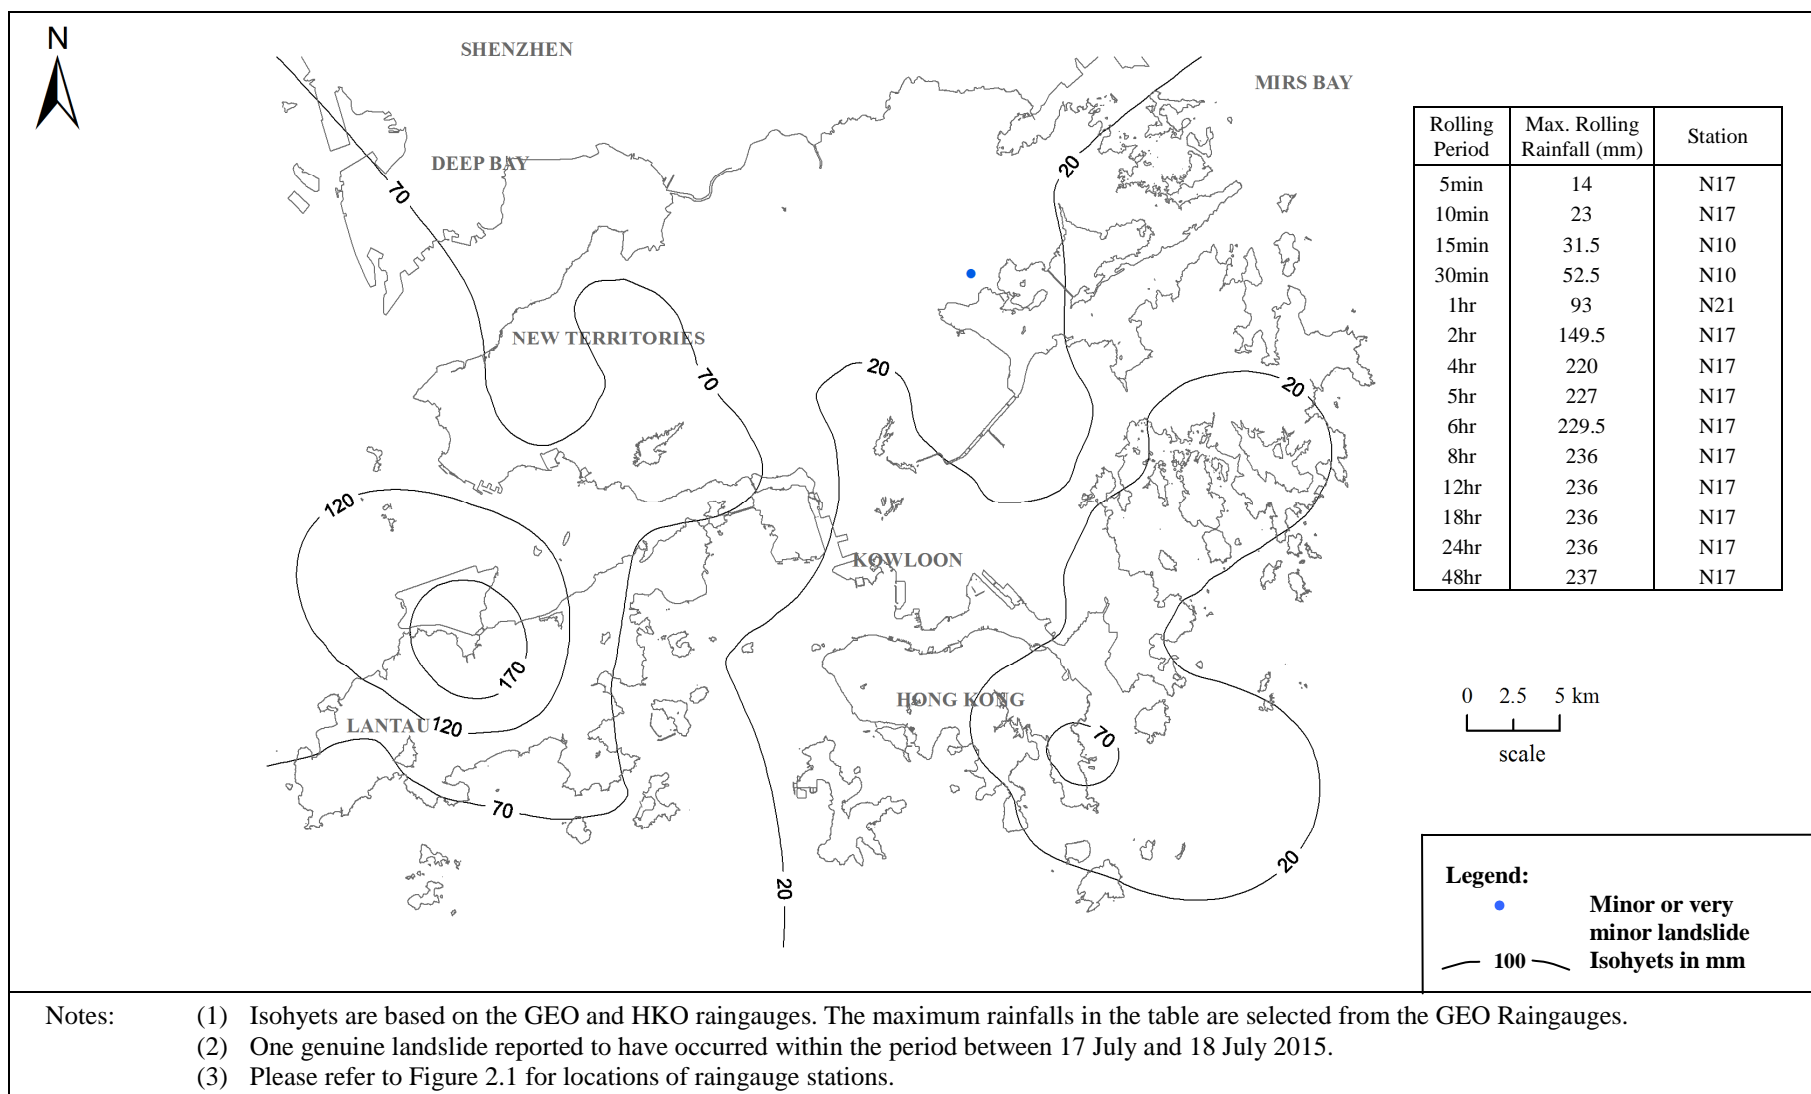 N
SHENZHEN
MIRS BAY
DEEP BAY
20
70
NEW TERRITORIES
70
20
20
120
KOWLOON
170
HONG KONG
LANTAU
120
70
70
20
20
Rolling Period Max. Rolling Rainfall (mm) Station
5min 14 N17
10min 23 N17
15min 31.5 N10
30min 52.5 N10
1hr 93 N21
2hr 149.5 N17
4hr 220 N17
5hr 227 N17
6hr 229.5 N17
8hr 236 N17
12hr 236 N17
18hr 236 N17
24hr 236 N17
48hr 237 N17
0 2.5 5 km
scale
Legend:
Minor or very
minor landslide
100 Isohyets in mm
Notes: (1) Isohyets are based on the GEO and HKO raingauges. The maximum rainfalls in the table are selected from the GEO Raingauges.
(2) One genuine landslide reported to have occurred within the period between 17 July and 18 July 2015.
(3) Please refer to Figure 2.1 for locations of raingauge stations.